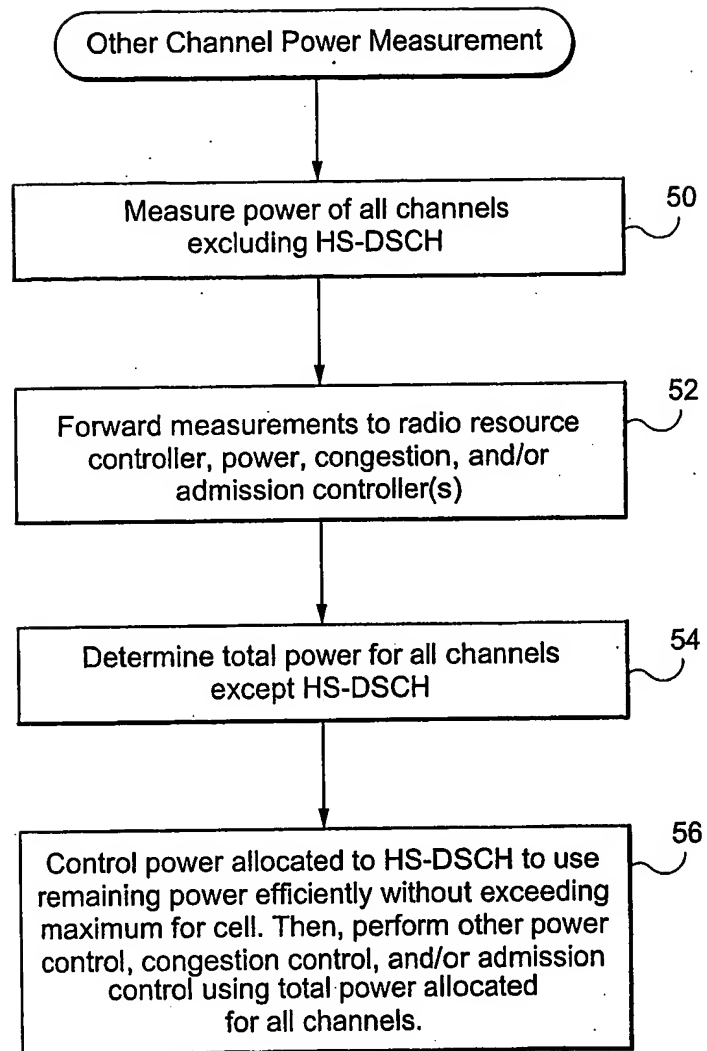 Other Channel Power Measurement
Measure power of all channels
excluding HS-DSCH
50
Forward measurements to radio resource
controller, power, congestion, and/or
admission controller(s)
52
Determine total power for all channels
except HS-DSCH
54
Control power allocated to HS-DSCH to use
remaining power efficiently without exceeding
maximum for cell. Then, perform other power
control, congestion control, and/or admission
control using total power allocated
for all channels.
56